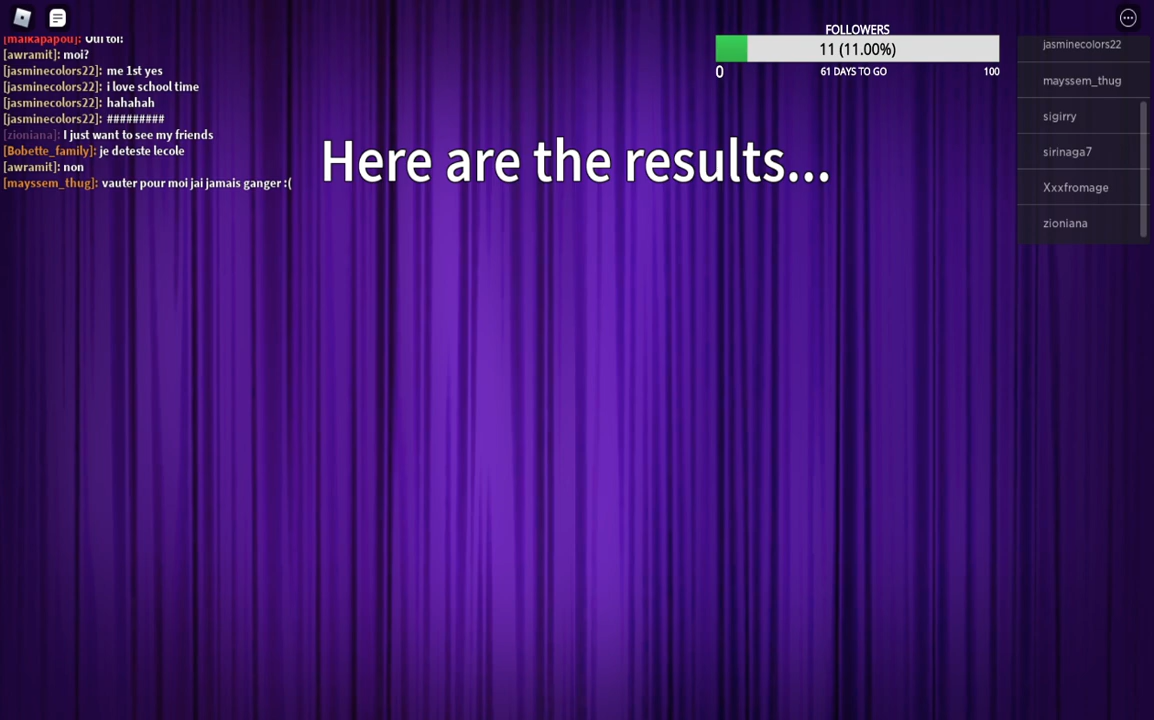 [maikapapou]: Oui toi!
[awramit]: moi?
[jasminecolors22]: me 1st yes
[jasminecolors22]: i love school time
[jasminecolors22]: hahahah
[jasminecolors22]: #########
[zioniana]: I just want to see my friends
[Bobette_family]: je deteste lecole
[awramit]: non
[mayssem_thug]: vauter pour moi jai jamais ganger :(
Here are the results...
FOLLOWERS
11 (11.00%)
0 61 DAYS TO GO 100
jasminecolors22
mayssem_thug
sigirry
sirinaga7
Xxxfromage
zioniana